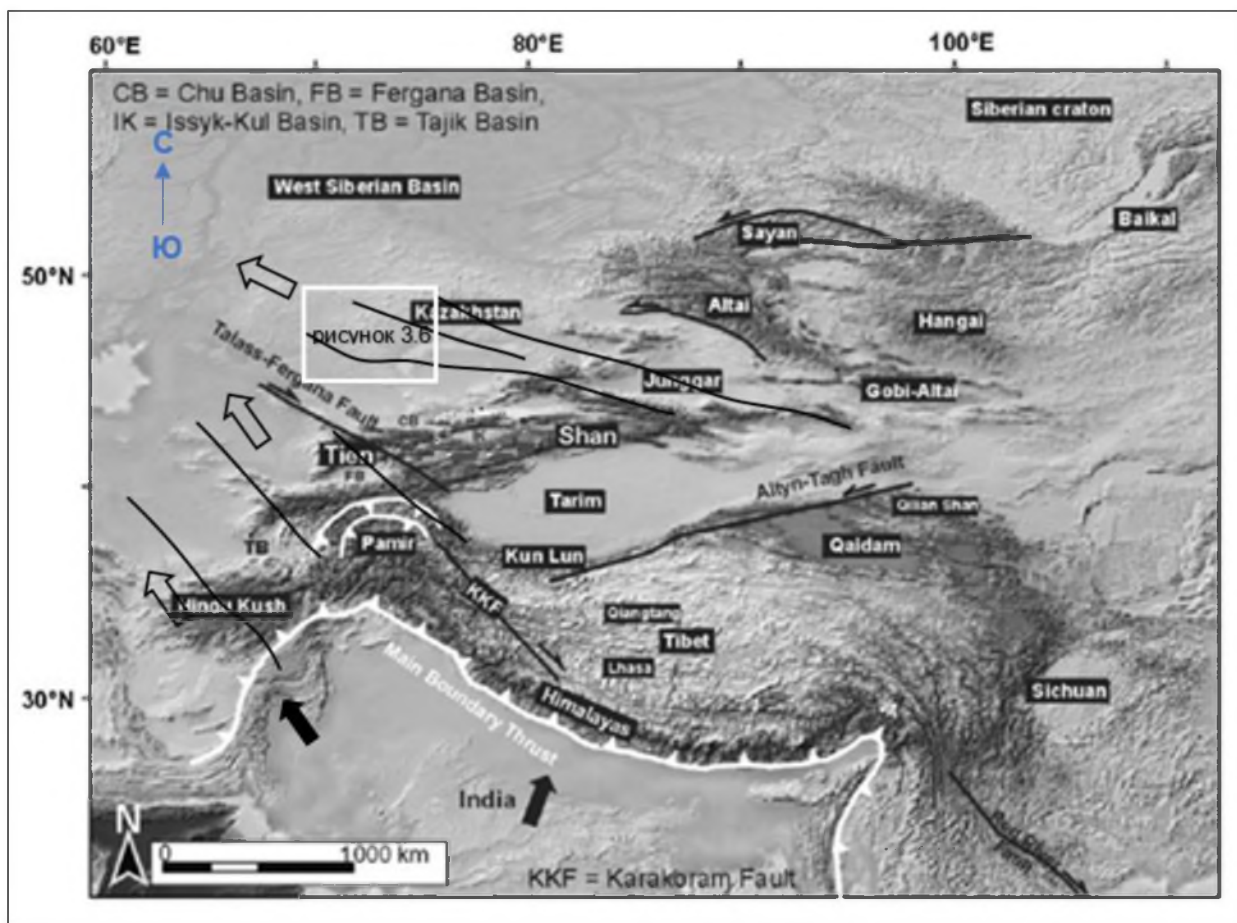 60°E 80°E 100°E
CB = Chu Basin, FB = Fergana Basin,
IK = Issyk-Kul Basin, TB = Tajik Basin
Siberian craton
С
Ю
West Siberian Basin
Baikal
Sayan
50°N
Altai
Hangai
Kazakhstan
рисунок 3.6
Talass-Fergana Fault
Junggar
Gobi-Altai
CB
IK
Shan
Tien
FB
Tarim
Altyn-Tagh Fault
Qilian Shan
TB
Pamir
Kun Lun
Qaidam
KKF
Hindu Kush
Qiangtang
Tibet
Lhasa
Sichuan
30°N
Main Boundary Thrust
Himalayas
India
N
0 1000 km
KKF = Karakoram Fault